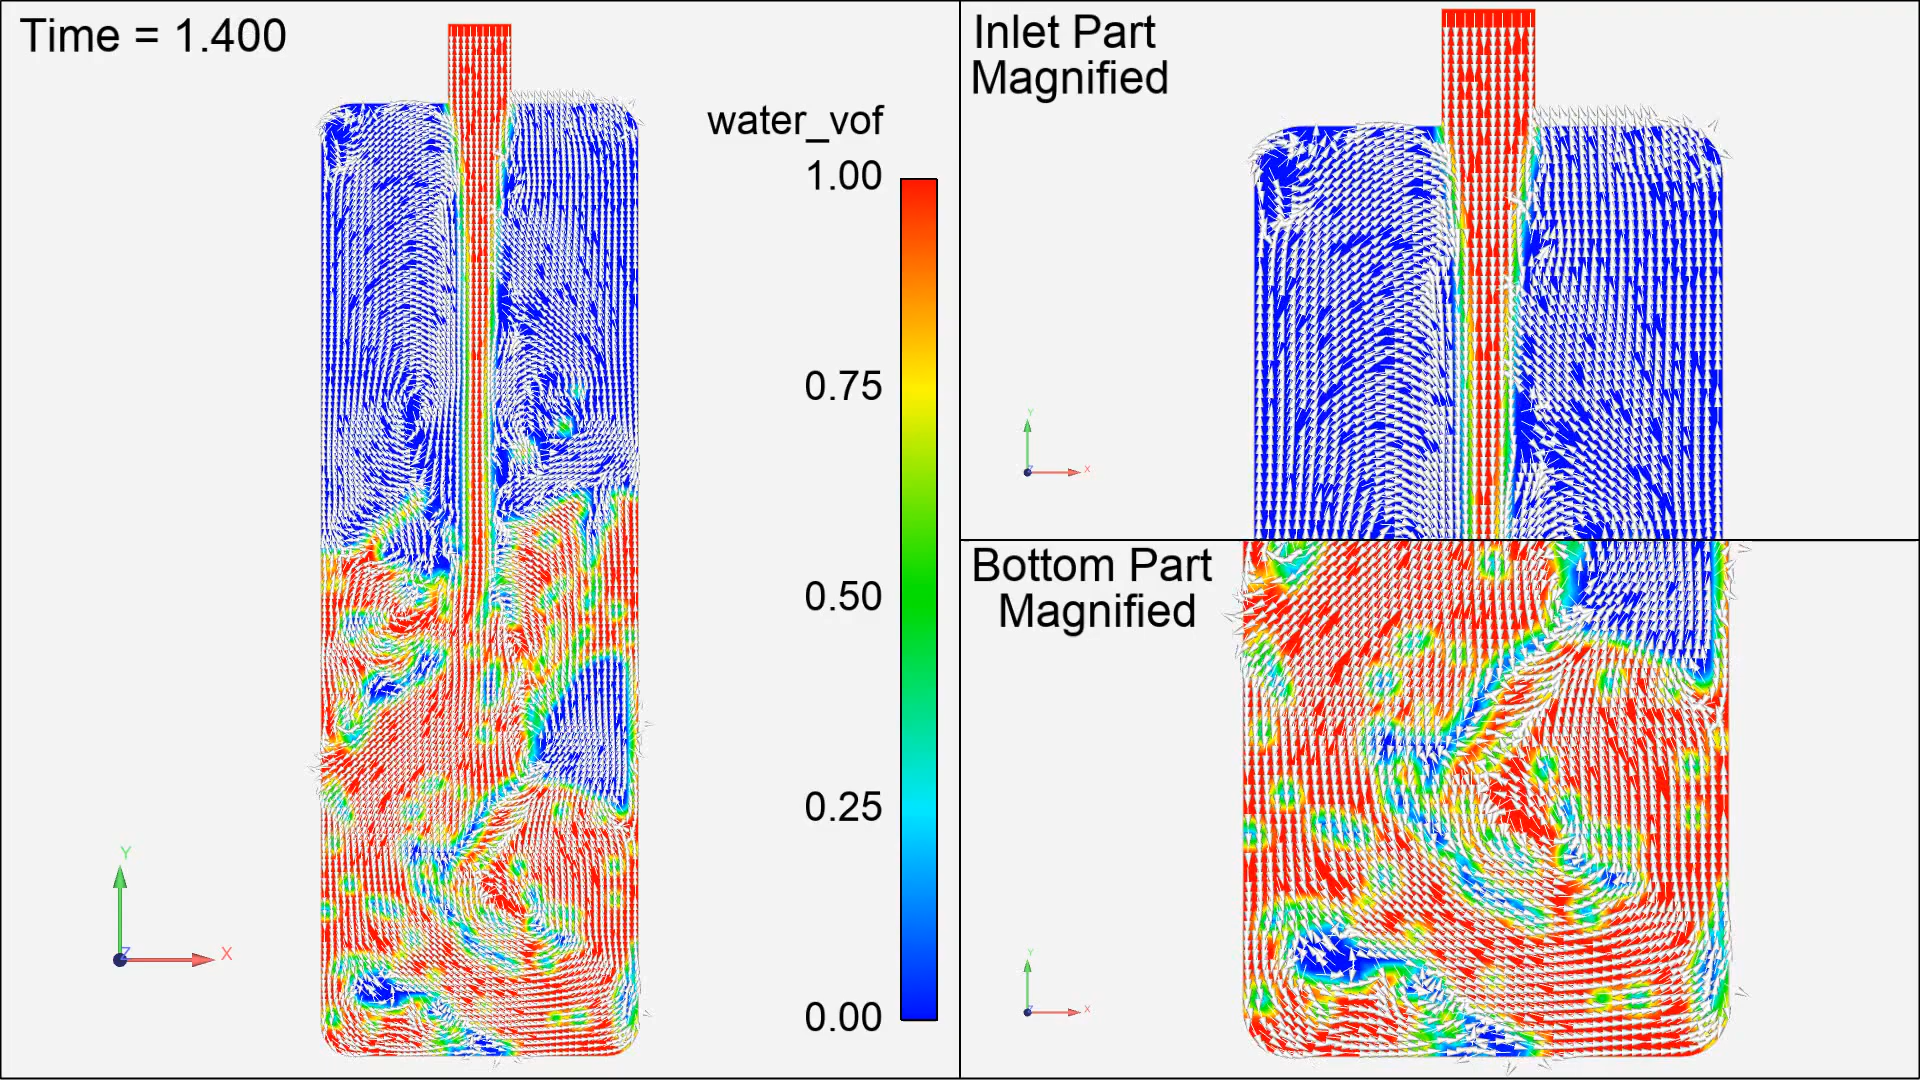 Time = 1.400
water_vof
1.00
0.75
0.50
0.25
0.00
Y
Z
X
Inlet Part
Magnified
Y
Z
X
Bottom Part
Magnified
Y
Z
X